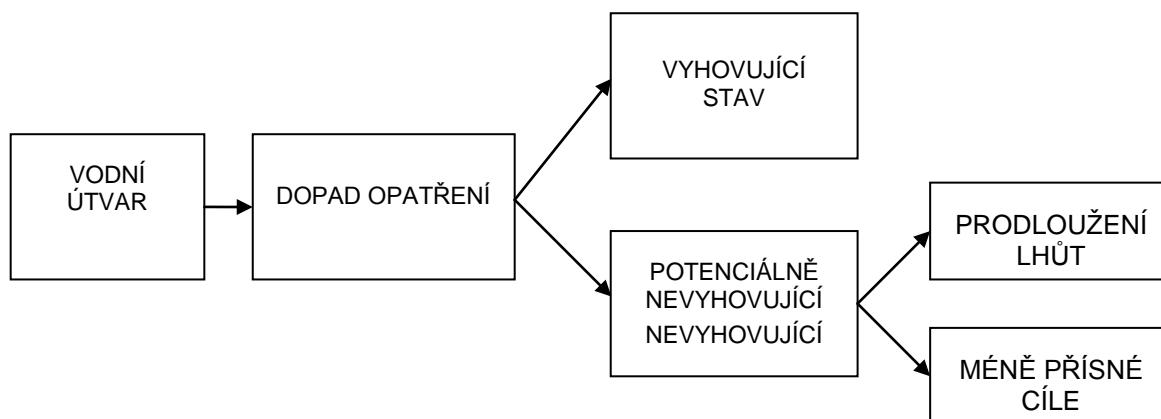 VODNÍ
ÚTVAR
DOPAD OPATŘENÍ
VYHOVUJÍCÍ
STAV
POTENCIÁLNĚ
NEVYHOVUJÍCÍ
NEVYHOVUJÍCÍ
PRODLOUŽENÍ
LHŮT
MÉNĚ PŘÍSNÉ
CÍLE